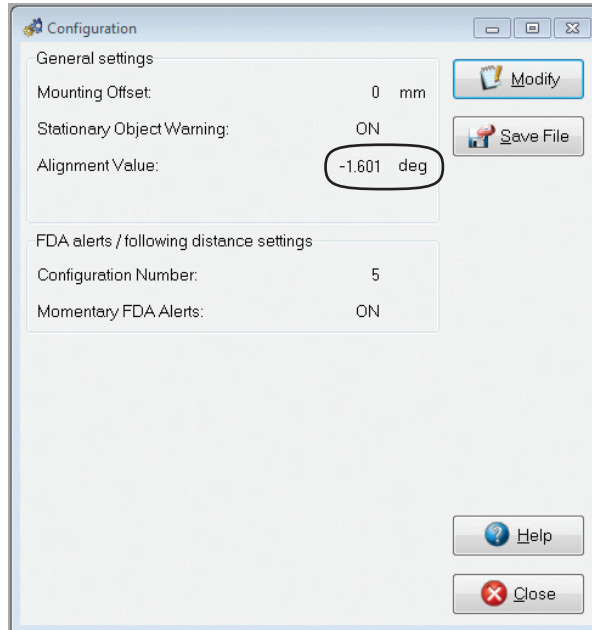 Configuration
General settings
Mounting Offset: 0 mm
Stationary Object Warning: ON
Alignment Value: -1.601 deg
FDA alerts / following distance settings
Configuration Number: 5
Momentary FDA Alerts: ON
Modify
Save File
Help
Close